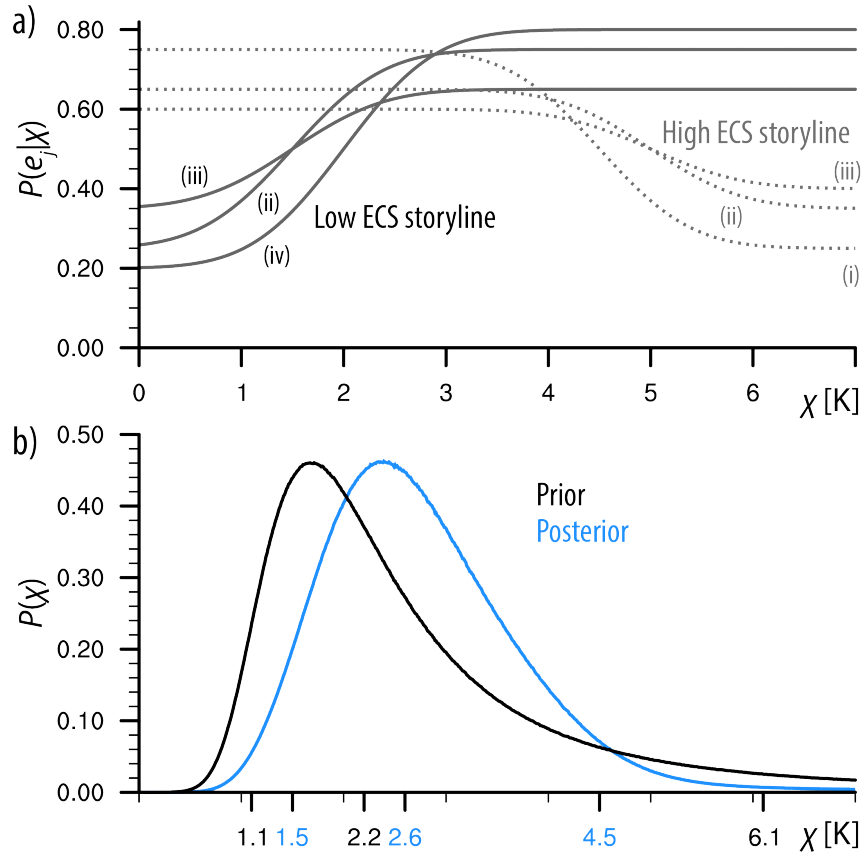 a)
0.80
0.60
0.40
0.20
0.00
P(eⱼ|χ)
(iii)
(ii)
(iv)
Low ECS storyline
High ECS storyline
(iii)
(ii)
(i)
0 1 2 3 4 5 6 χ [K]
b)
0.50
0.40
0.30
0.20
0.10
0.00
P(χ)
Prior
Posterior
1.1 1.5 2.2 2.6 4.5 6.1 χ [K]